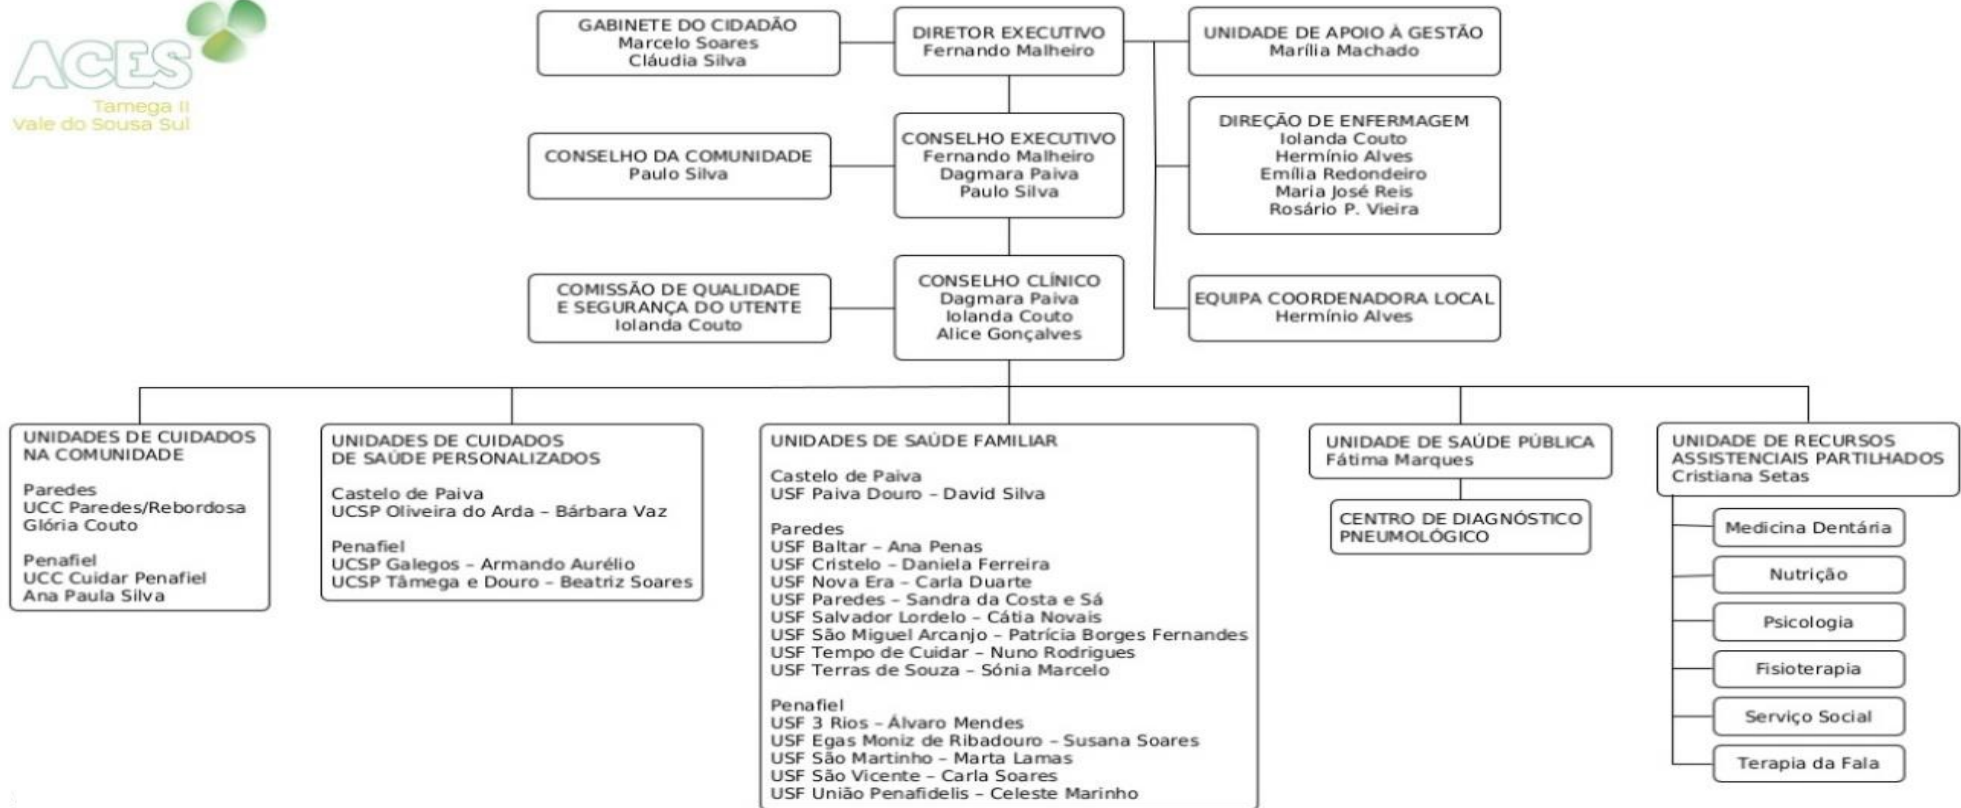 ACES
Tamega II
Vale do Sousa Sul
GABINETE DO CIDADÃO
Marcelo Soares
Cláudia Silva
DIRETOR EXECUTIVO
Fernando Malheiro
UNIDADE DE APOIO À GESTÃO
Marília Machado
CONSELHO DA COMUNIDADE
Paulo Silva
CONSELHO EXECUTIVO
Fernando Malheiro
Dagmara Paiva
Paulo Silva
DIREÇÃO DE ENFERMAGEM
Iolanda Couto
Hermínio Alves
Emília Redondeiro
Maria José Reis
Rosário P. Vieira
COMISSÃO DE QUALIDADE
E SEGURANÇA DO UTENTE
Iolanda Couto
CONSELHO CLÍNICO
Dagmara Paiva
Iolanda Couto
Alice Gonçalves
EQUIPA COORDENADORA LOCAL
Hermínio Alves
UNIDADES DE CUIDADOS
NA COMUNIDADE
Paredes
UCC Paredes/Rebordosa
Glória Couto
Penafiel
UCC Cuidar Penafiel
Ana Paula Silva
UNIDADES DE CUIDADOS
DE SAÚDE PERSONALIZADOS
Castelo de Paiva
UCSP Oliveira do Arda – Bárbara Vaz
Penafiel
UCSP Galegos – Armando Aurélio
UCSP Tâmega e Douro – Beatriz Soares
UNIDADES DE SAÚDE FAMILIAR
Castelo de Paiva
USF Paiva Douro – David Silva
Paredes
USF Baltar – Ana Penas
USF Cristelo – Daniela Ferreira
USF Nova Era – Carla Duarte
USF Paredes – Sandra da Costa e Sá
USF Salvador Lordelo – Cátia Novais
USF São Miguel Arcanjo – Patrícia Borges Fernandes
USF Tempo de Cuidar – Nuno Rodrigues
USF Terras de Souza – Sónia Marcelo
Penafiel
USF 3 Rios – Álvaro Mendes
USF Egas Moniz de Ribadouro – Susana Soares
USF São Martinho – Marta Lamas
USF São Vicente – Carla Soares
USF União Penafidelis – Celeste Marinho
UNIDADE DE SAÚDE PÚBLICA
Fátima Marques
CENTRO DE DIAGNÓSTICO
PNEUMOLÓGICO
UNIDADE DE RECURSOS
ASSISTENCIAIS PARTILHADOS
Cristiana Setas
Medicina Dentária
Nutrição
Psicologia
Fisioterapia
Serviço Social
Terapia da Fala